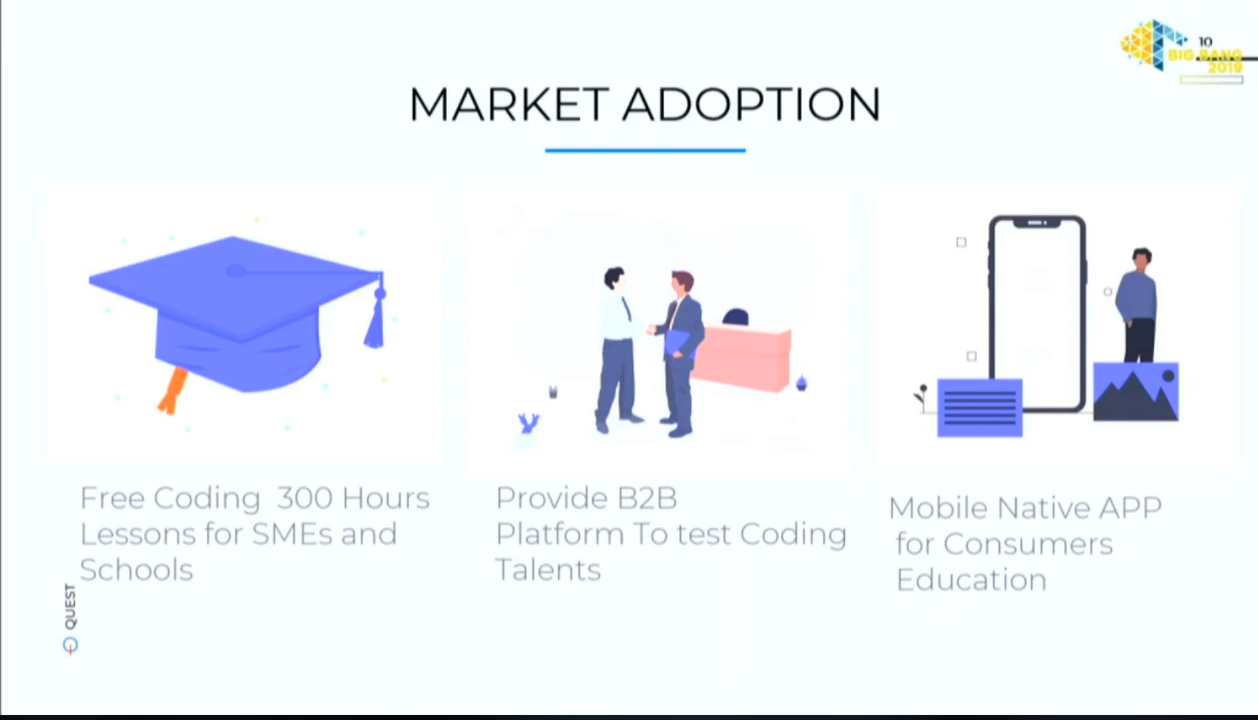 10
BIG BANG
2019
MARKET ADOPTION
Free Coding  300 Hours
Lessons for SMEs and
Schools
Provide B2B
Platform To test Coding
Talents
Mobile Native APP
for Consumers
Education
QUEST